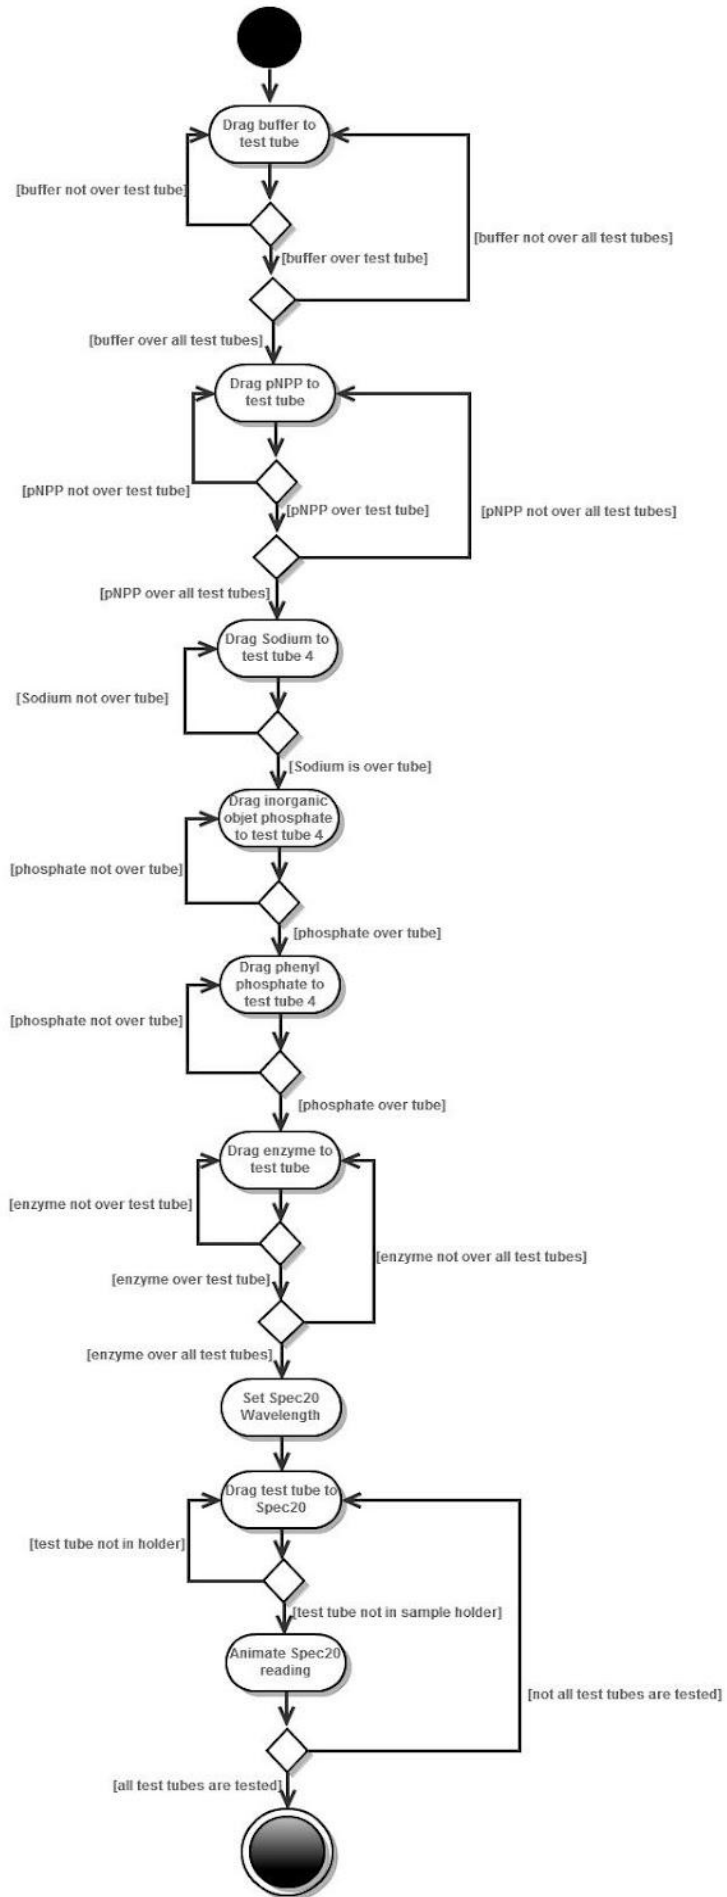 Drag buffer to
test tube
[buffer not over test tube]
[buffer not over all test tubes]
[buffer over test tube]
[buffer over all test tubes]
Drag pNPP to
test tube
[pNPP not over test tube]
[pNPP over test tube]
[pNPP not over all test tubes]
[pNPP over all test tubes]
Drag Sodium to
test tube 4
[Sodium not over tube]
[Sodium is over tube]
Drag inorganic
objet phosphate
to test tube 4
[phosphate not over tube]
[phosphate over tube]
Drag phenyl
phosphate to
test tube 4
[phosphate not over tube]
[phosphate over tube]
Drag enzyme to
test tube
[enzyme not over test tube]
[enzyme not over all test tubes]
[enzyme over test tube]
[enzyme over all test tubes]
Set Spec20
Wavelength
Drag test tube to
Spec20
[test tube not in holder]
[test tube not in sample holder]
Animate Spec20
reading
[not all test tubes are tested]
[all test tubes are tested]